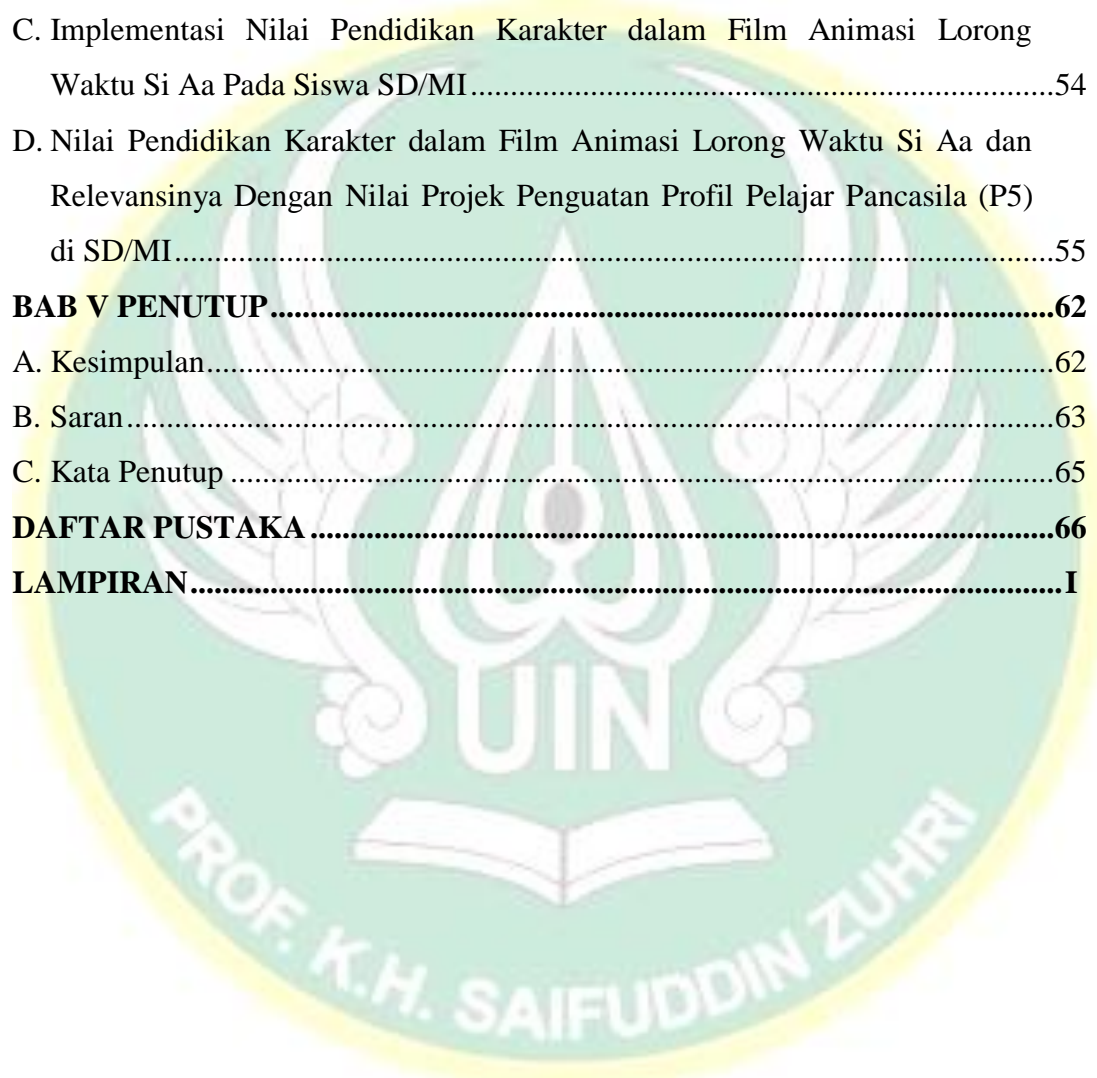 C. Implementasi Nilai Pendidikan Karakter dalam Film Animasi Lorong
Waktu Si Aa Pada Siswa SD/MI....................................................................54
D. Nilai Pendidikan Karakter dalam Film Animasi Lorong Waktu Si Aa dan
Relevansinya Dengan Nilai Projek Penguatan Profil Pelajar Pancasila (P5)
di SD/MI....................................................................55
BAB V PENUTUP....................................................................62
A. Kesimpulan....................................................................62
B. Saran....................................................................63
C. Kata Penutup ....................................................................65
DAFTAR PUSTAKA ....................................................................66
LAMPIRAN....................................................................I
UIN
PROF. K.H. SAIFUDDIN ZUHRI